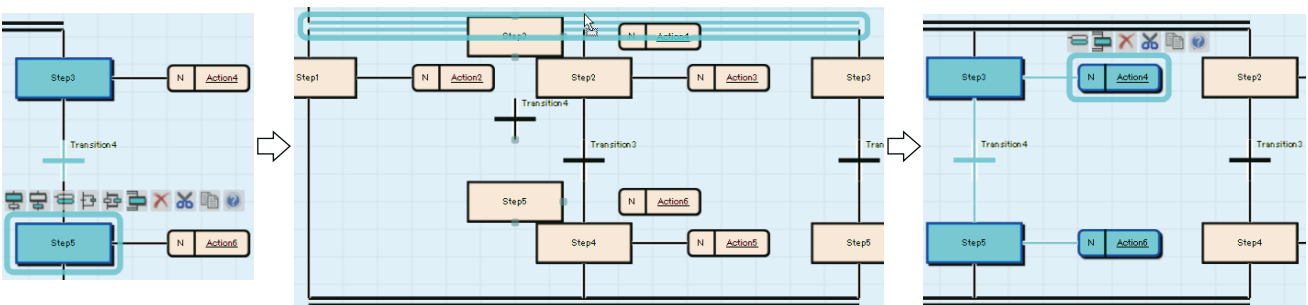 Step3 N Action4
Transition4
Step5 N Action6
Step3 N Action4
Step1 N Action2 Step2 N Action3 Step3
Transition4
Transition3 Tran
Step5 N Action6
Step4 N Action5 Step5
Step3 N Action4 Step2
Transition4 Transition3
Step5 N Action6 Step4